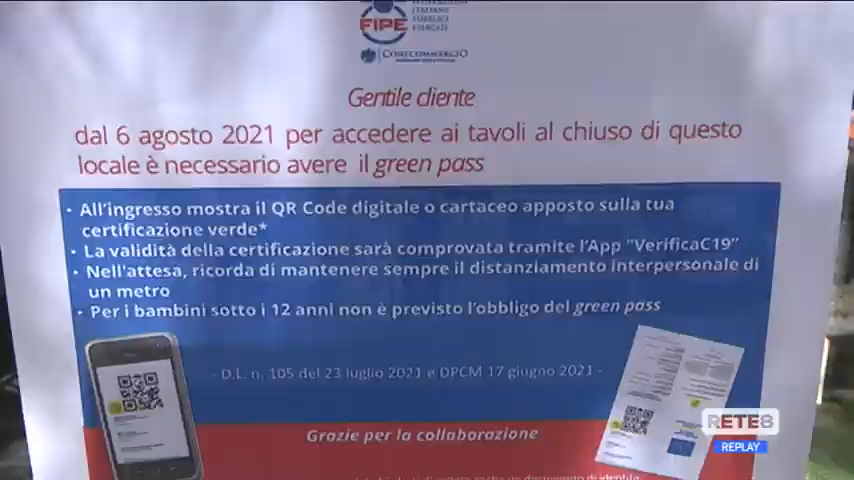 ITALIANA
PUBBLICI
ESERCIZI
FIPE
CONFCOMMERCIO
Gentile cliente
dal 6 agosto 2021 per accedere ai tavoli al chiuso di questo
locale è necessario avere il green pass
• All'ingresso mostra il QR Code digitale o cartaceo apposto sulla tua
certificazione verde*
• La validità della certificazione sarà comprovata tramite l'App "VerificaC19"
• Nell'attesa, ricorda di mantenere sempre il distanziamento interpersonale di
un metro
• Per i bambini sotto i 12 anni non è previsto l'obbligo del green pass
- D.L. n. 105 del 23 luglio 2021 e DPCM 17 giugno 2021 -
Grazie per la collaborazione
RETE8
REPLAY